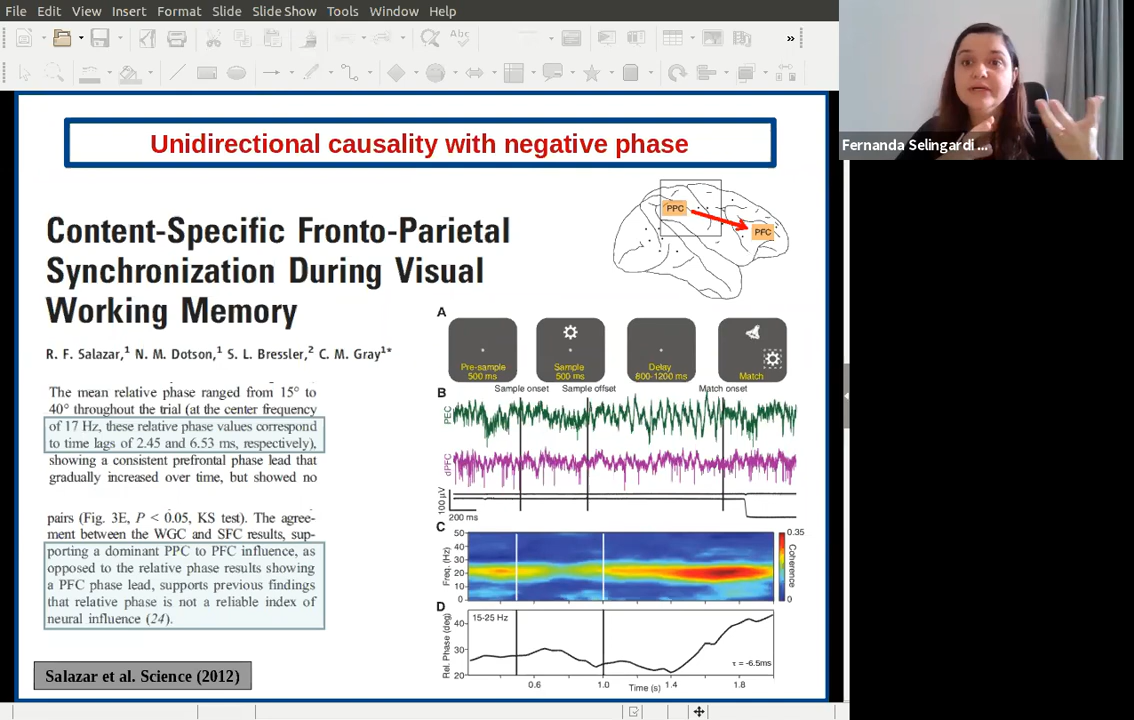 File Edit View Insert Format Slide Slide Show Tools Window Help
Abc
»
Fernanda Selingardi ...
Unidirectional causality with negative phase
PPC
PFC
Content-Specific Fronto-Parietal
Synchronization During Visual
Working Memory
R. F. Salazar,¹ N. M. Dotson,¹ S. L. Bressler,² C. M. Gray¹*
The mean relative phase ranged from 15° to
40° throughout the trial (at the center frequency
of 17 Hz, these relative phase values correspond
to time lags of 2.45 and 6.53 ms, respectively),
showing a consistent prefrontal phase lead that
gradually increased over time, but showed no
pairs (Fig. 3E, P < 0.05, KS test). The agree-
ment between the WGC and SFC results, sup-
porting a dominant PPC to PFC influence, as
opposed to the relative phase results showing
a PFC phase lead, supports previous findings
that relative phase is not a reliable index of
neural influence (24).
Salazar et al. Science (2012)
A
Pre-sample
500 ms
Sample
500 ms
Delay
800-1200 ms
Match
Sample onset Sample offset Match onset
B
PEC
dPFC
100 µV
200 ms
C
Freq. (Hz)
50
40
30
20
10
0
0.35
Coherence
0
D
15-25 Hz
Rel. Phase (deg)
40
30
20
τ = -6.5ms
0.6 1.0 1.4 1.8
Time (s)